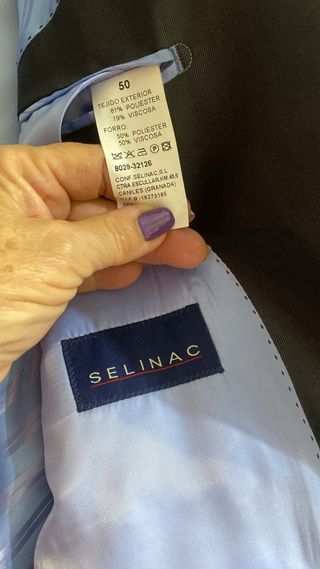 50
TEJIDO EXTERIOR
81% POLIESTER
19% VISCOSA
FORRO:
50% POLIESTER
50% VISCOSA
8029-32126
CONF.SELINAC,S.L
CTRA.ESCULLAR,KM.46,6
CANILES (GRANADA)
B-18273185
SELINAC